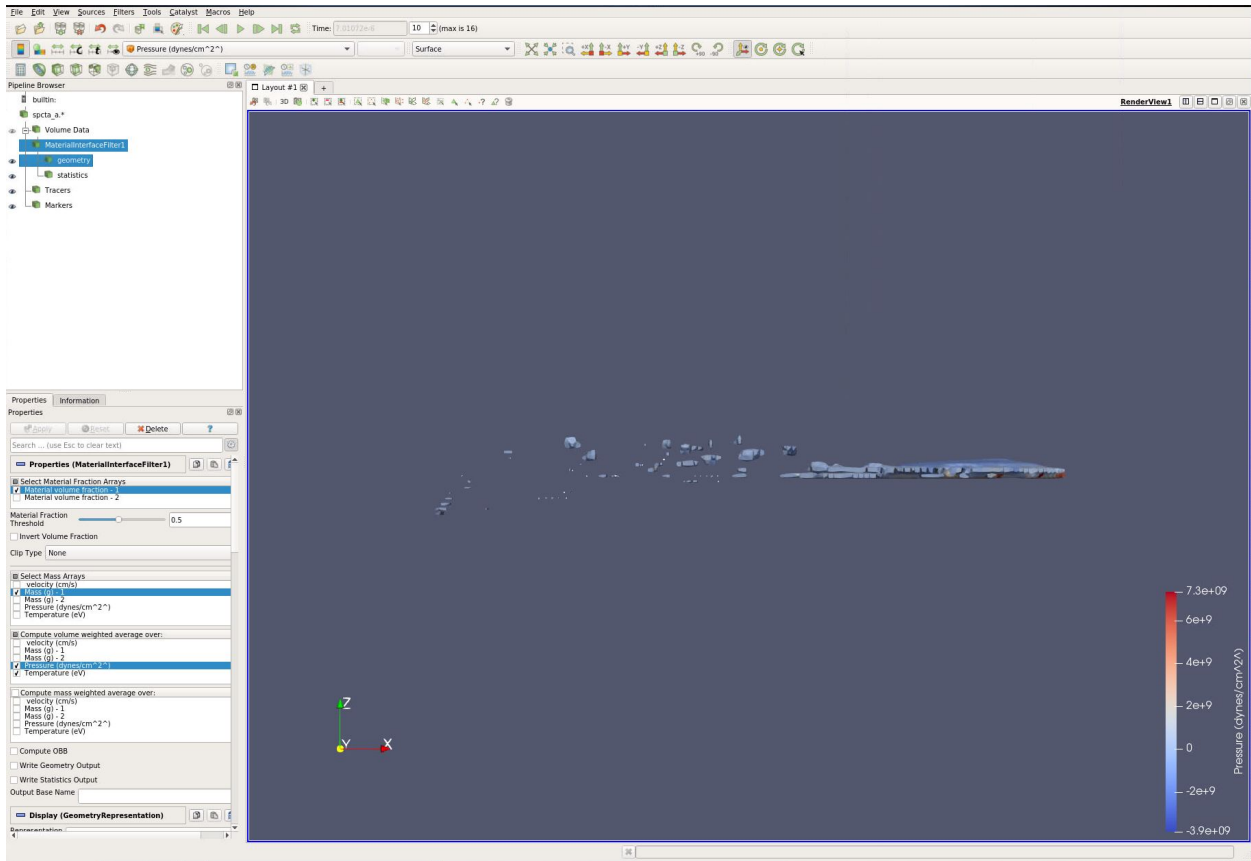 File Edit View Sources Filters Tools Catalyst Macros Help
Time: 7.01012e-6 10 (max is 16)
Pressure (dynes/cm^2^) Surface
Pipeline Browser
builtin:
spcta_a.*
Volume Data
MaterialInterfaceFilter1
geometry
statistics
Tracers
Markers
Properties Information
Properties
Apply Reset Delete ?
Search ... (use Esc to clear text)
Properties (MaterialInterfaceFilter1)
Select Material Fraction Arrays
Material volume fraction - 1
Material volume fraction - 2
Material Fraction
Threshold 0.5
Invert Volume Fraction
Clip Type None
Select Mass Arrays
velocity (cm/s)
Mass (g) - 1
Mass (g) - 2
Pressure (dynes/cm^2^)
Temperature (eV)
Compute volume weighted average over:
velocity (cm/s)
Mass (g) - 1
Mass (g) - 2
Pressure (dynes/cm^2^)
Temperature (eV)
Compute mass weighted average over:
velocity (cm/s)
Mass (g) - 1
Mass (g) - 2
Pressure (dynes/cm^2^)
Temperature (eV)
Compute OBB
Write Geometry Output
Write Statistics Output
Output Base Name
Display (GeometryRepresentation)
Layout #1 +
3D
RenderView1
Z
Y X
7.3e+09
6e+9
4e+9
2e+9
0
-2e+9
-3.9e+09
Pressure (dynes/cm^2^)